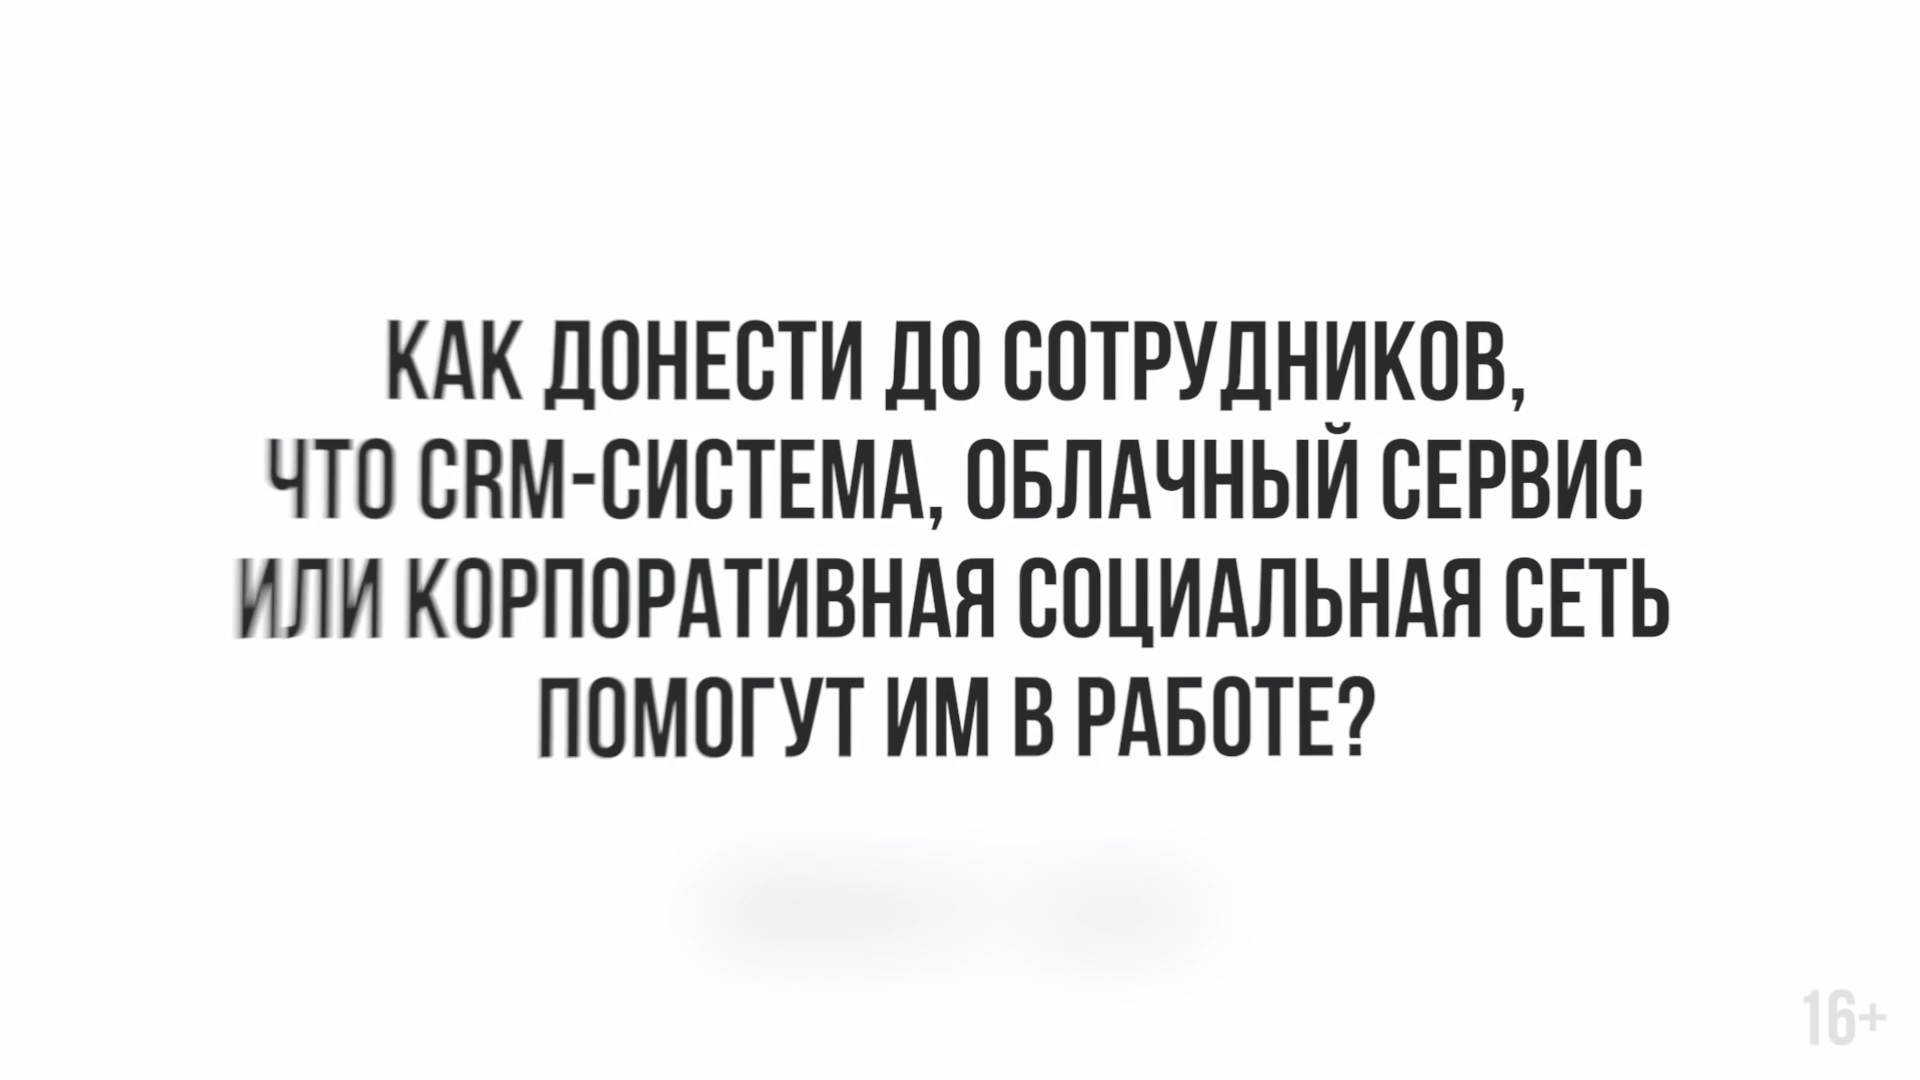 КАК ДОНЕСТИ ДО СОТРУДНИКОВ,
ЧТО CRM-СИСТЕМА, ОБЛАЧНЫЙ СЕРВИС
ИЛИ КОРПОРАТИВНАЯ СОЦИАЛЬНАЯ СЕТЬ
ПОМОГУТ ИМ В РАБОТЕ?
16+